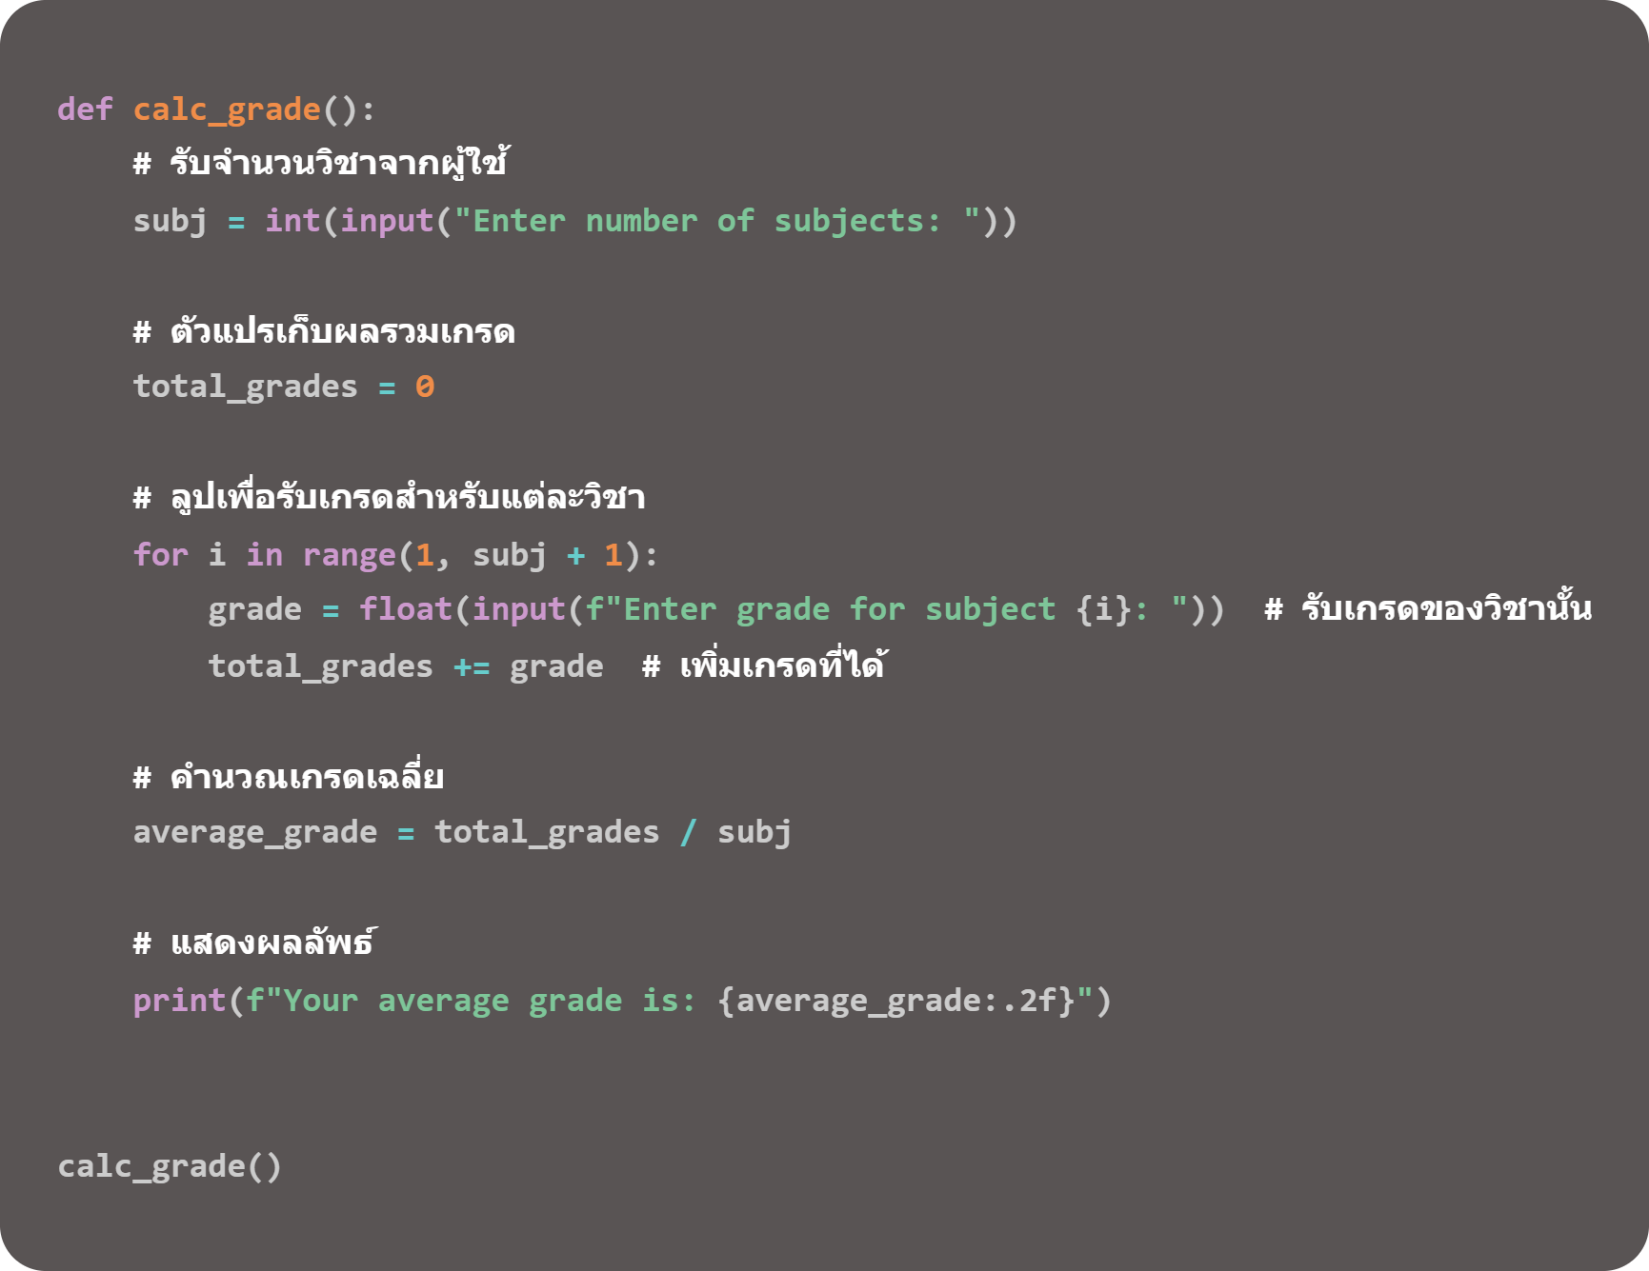 def calc_grade():
    # รับจำนวนวิชาจากผู้ใช้
    subj = int(input("Enter number of subjects: "))
    # ตัวแปรเก็บผลรวมเกรด
    total_grades = 0
    # ลูปเพื่อรับเกรดสำหรับแต่ละวิชา
    for i in range(1, subj + 1):
        grade = float(input(f"Enter grade for subject {i}: "))  # รับเกรดของวิชานั้น
        total_grades += grade  # เพิ่มเกรดที่ได้
    # คำนวณเกรดเฉลี่ย
    average_grade = total_grades / subj
    # แสดงผลลัพธ์
    print(f"Your average grade is: {average_grade:.2f}")
calc_grade()